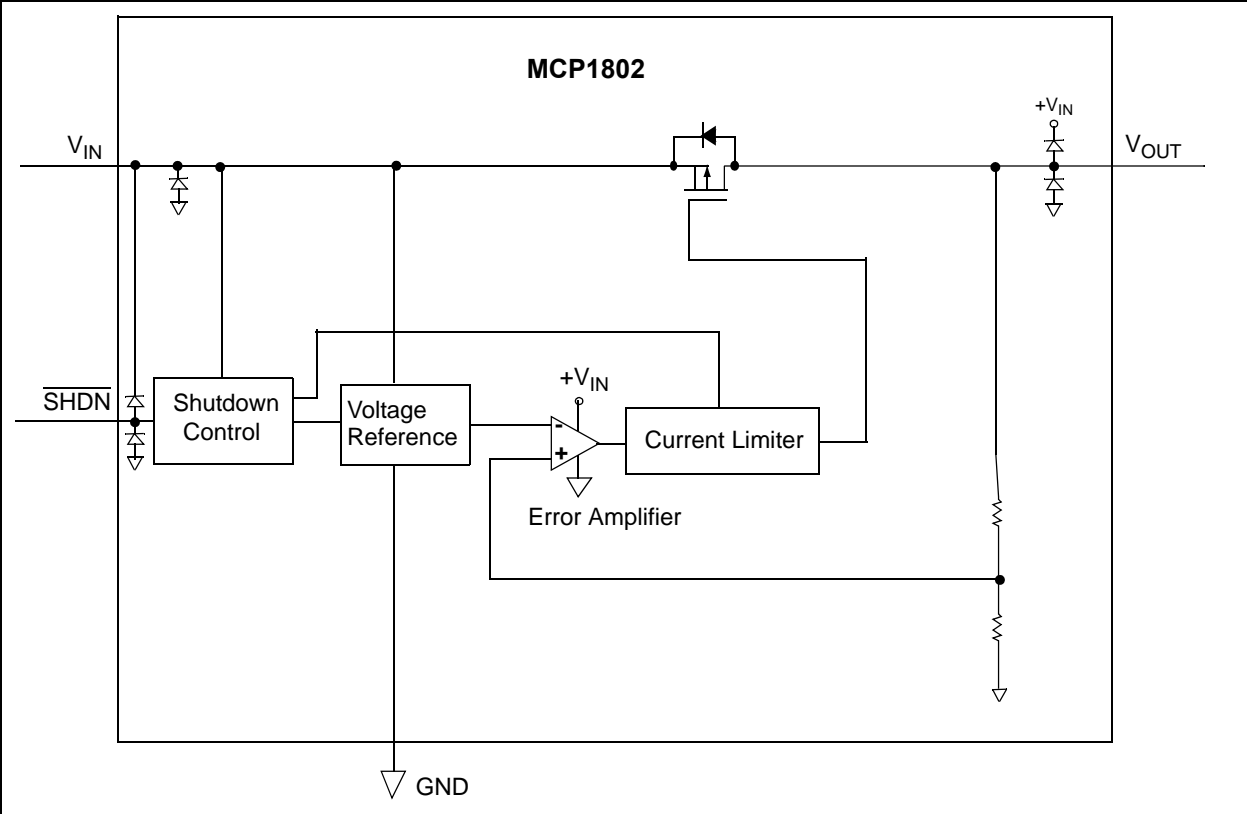 MCP1802
+VIN
VIN
VOUT
SHDN
Shutdown
Control
Voltage
Reference
+VIN
-
+
Current Limiter
Error Amplifier
GND